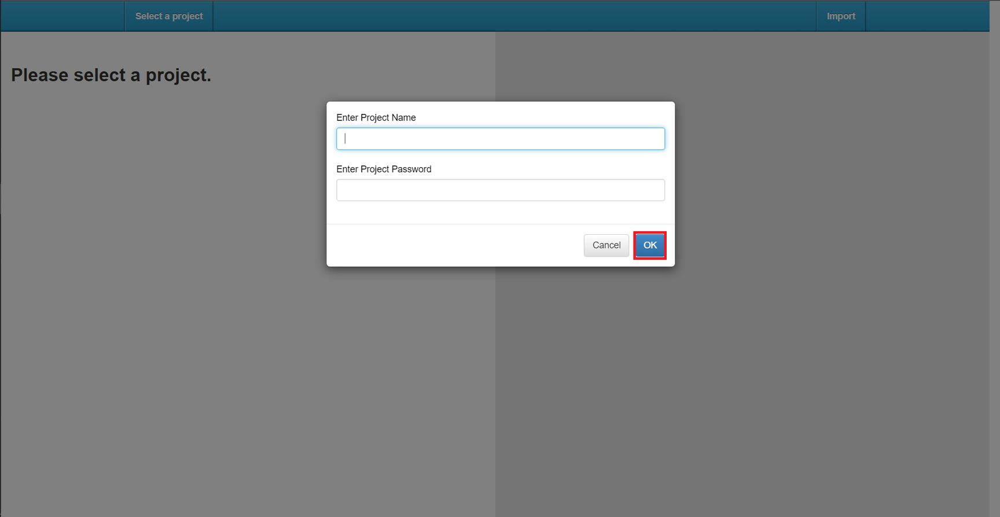 Select a project
Import
Please select a project.
Enter Project Name
Enter Project Password
Cancel
OK